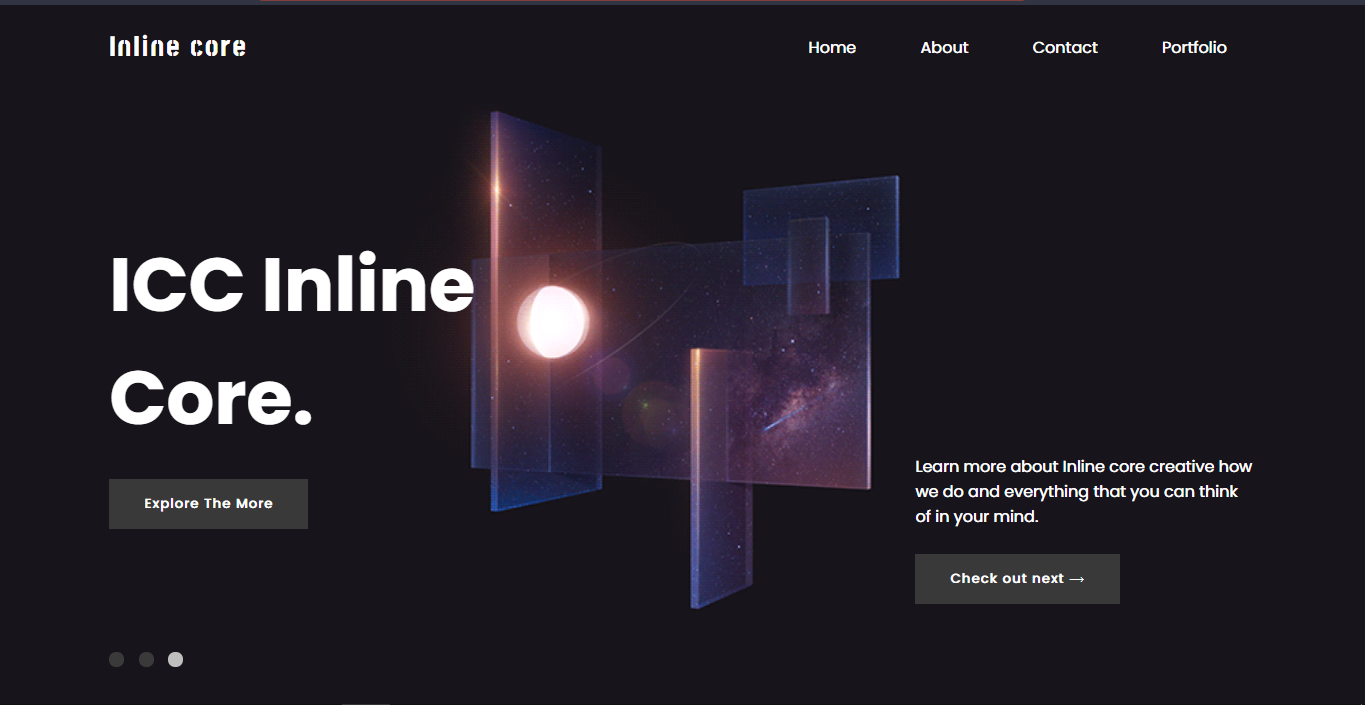 Inline core
Home
About
Contact
Portfolio
ICC Inline
Core.
Explore The More
Learn more about Inline core creative how
we do and everything that you can think
of in your mind.
Check out next →